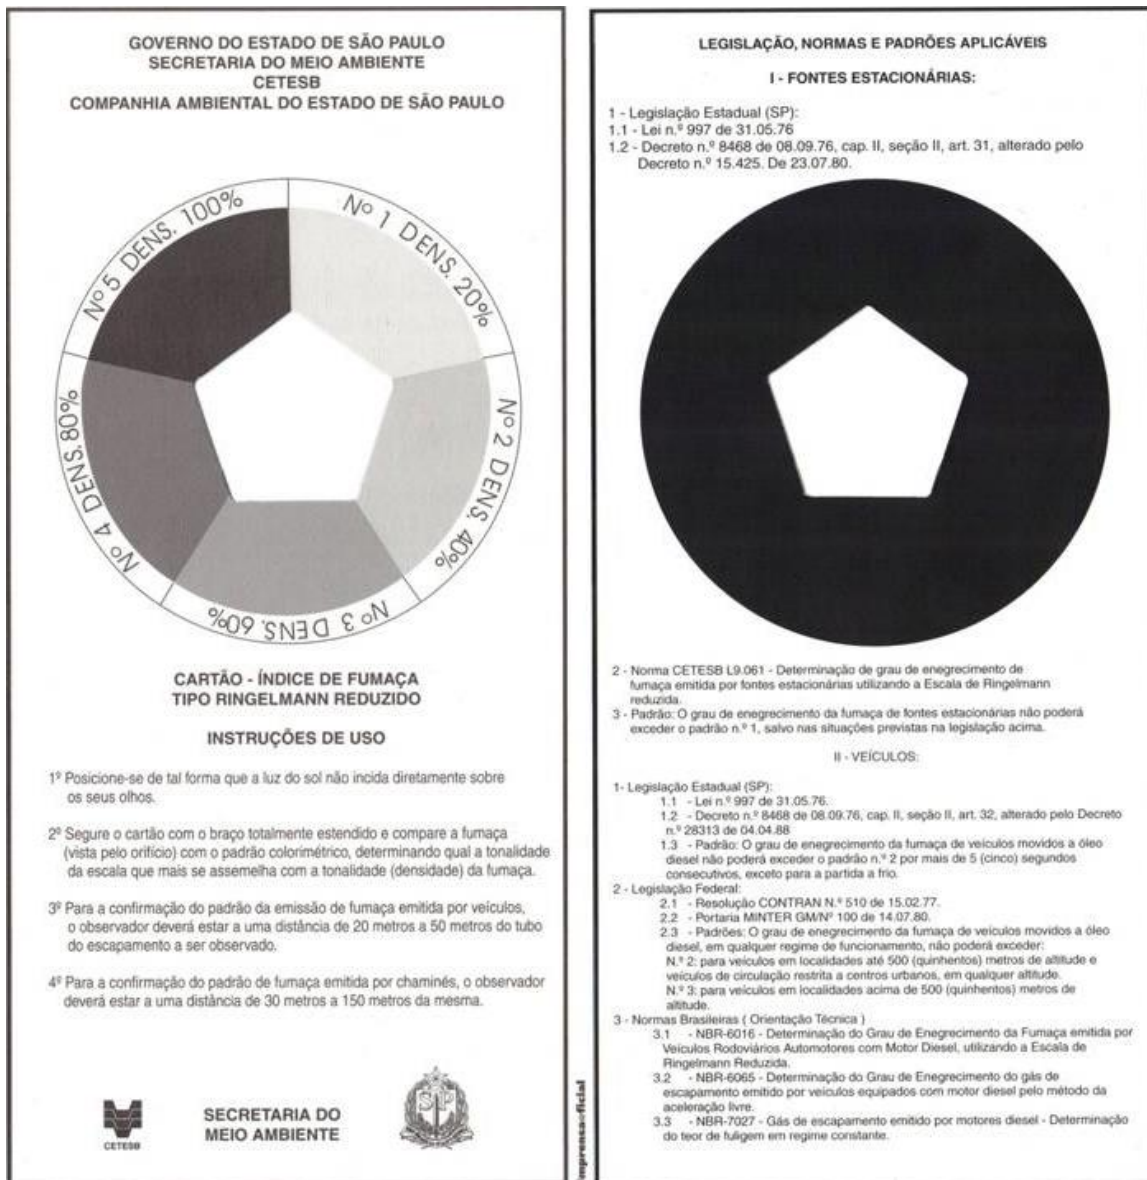 GOVERNO DO ESTADO DE SÃO PAULO
SECRETARIA DO MEIO AMBIENTE
CETESB
COMPANHIA AMBIENTAL DO ESTADO DE SÃO PAULO
Nº 1 DENS. 20%
Nº 2 DENS. 40%
Nº 3 DENS. 60%
Nº 4 DENS. 80%
Nº 5 DENS. 100%
CARTÃO - ÍNDICE DE FUMAÇA
TIPO RINGELMANN REDUZIDO
INSTRUÇÕES DE USO
1º Posicione-se de tal forma que a luz do sol não incida diretamente sobre
os seus olhos.
2º Segure o cartão com o braço totalmente estendido e compare a fumaça
(vista pelo orifício) com o padrão colorimétrico, determinando qual a tonalidade
da escala que mais se assemelha com a tonalidade (densidade) da fumaça.
3º Para a confirmação do padrão da emissão de fumaça emitida por veículos,
o observador deverá estar a uma distância de 20 metros a 50 metros do tubo
do escapamento a ser observado.
4º Para a confirmação do padrão de fumaça emitida por chaminés, o observador
deverá estar a uma distância de 30 metros a 150 metros da mesma.
CETESB
SECRETARIA DO
MEIO AMBIENTE
SP
imprensaoficial
LEGISLAÇÃO, NORMAS E PADRÕES APLICÁVEIS
I - FONTES ESTACIONÁRIAS:
1 - Legislação Estadual (SP):
1.1 - Lei n.º 997 de 31.05.76
1.2 - Decreto n.º 8468 de 08.09.76, cap. II, seção II, art. 31, alterado pelo
Decreto n.º 15.425. De 23.07.80.
2 - Norma CETESB L9.061 - Determinação de grau de enegrecimento de
fumaça emitida por fontes estacionárias utilizando a Escala de Ringelmann
reduzida.
3 - Padrão: O grau de enegrecimento da fumaça de fontes estacionárias não poderá
exceder o padrão n.º 1, salvo nas situações previstas na legislação acima.
II - VEÍCULOS:
1- Legislação Estadual (SP):
1.1 - Lei n.º 997 de 31.05.76.
1.2 - Decreto n.º 8468 de 08.09.76, cap. II, seção II, art. 32, alterado pelo Decreto
n.º 28313 de 04.04.88
1.3 - Padrão: O grau de enegrecimento da fumaça de veículos movidos a óleo
diesel não poderá exceder o padrão n.º 2 por mais de 5 (cinco) segundos
consecutivos, exceto para a partida a frio.
2 - Legislação Federal:
2.1 - Resolução CONTRAN N.º 510 de 15.02.77.
2.2 - Portaria MINTER GM/Nº 100 de 14.07.80.
2.3 - Padrões: O grau de enegrecimento da fumaça de veículos movidos a óleo
diesel, em qualquer regime de funcionamento, não poderá exceder:
N.º 2: para veículos em localidades até 500 (quinhentos) metros de altitude e
veículos de circulação restrita a centros urbanos, em qualquer altitude.
N.º 3: para veículos em localidades acima de 500 (quinhentos) metros de
altitude.
3 - Normas Brasileiras ( Orientação Técnica )
3.1 - NBR-6016 - Determinação do Grau de Enegrecimento da Fumaça emitida por
Veículos Rodoviários Automotores com Motor Diesel, utilizando a Escala de
Ringelmann Reduzida.
3.2 - NBR-6065 - Determinação do Grau de Enegrecimento do gás de
escapamento emitido por veículos equipados com motor diesel pelo método da
aceleração livre.
3.3 - NBR-7027 - Gás de escapamento emitido por motores diesel - Determinação
do teor de fuligem em regime constante.